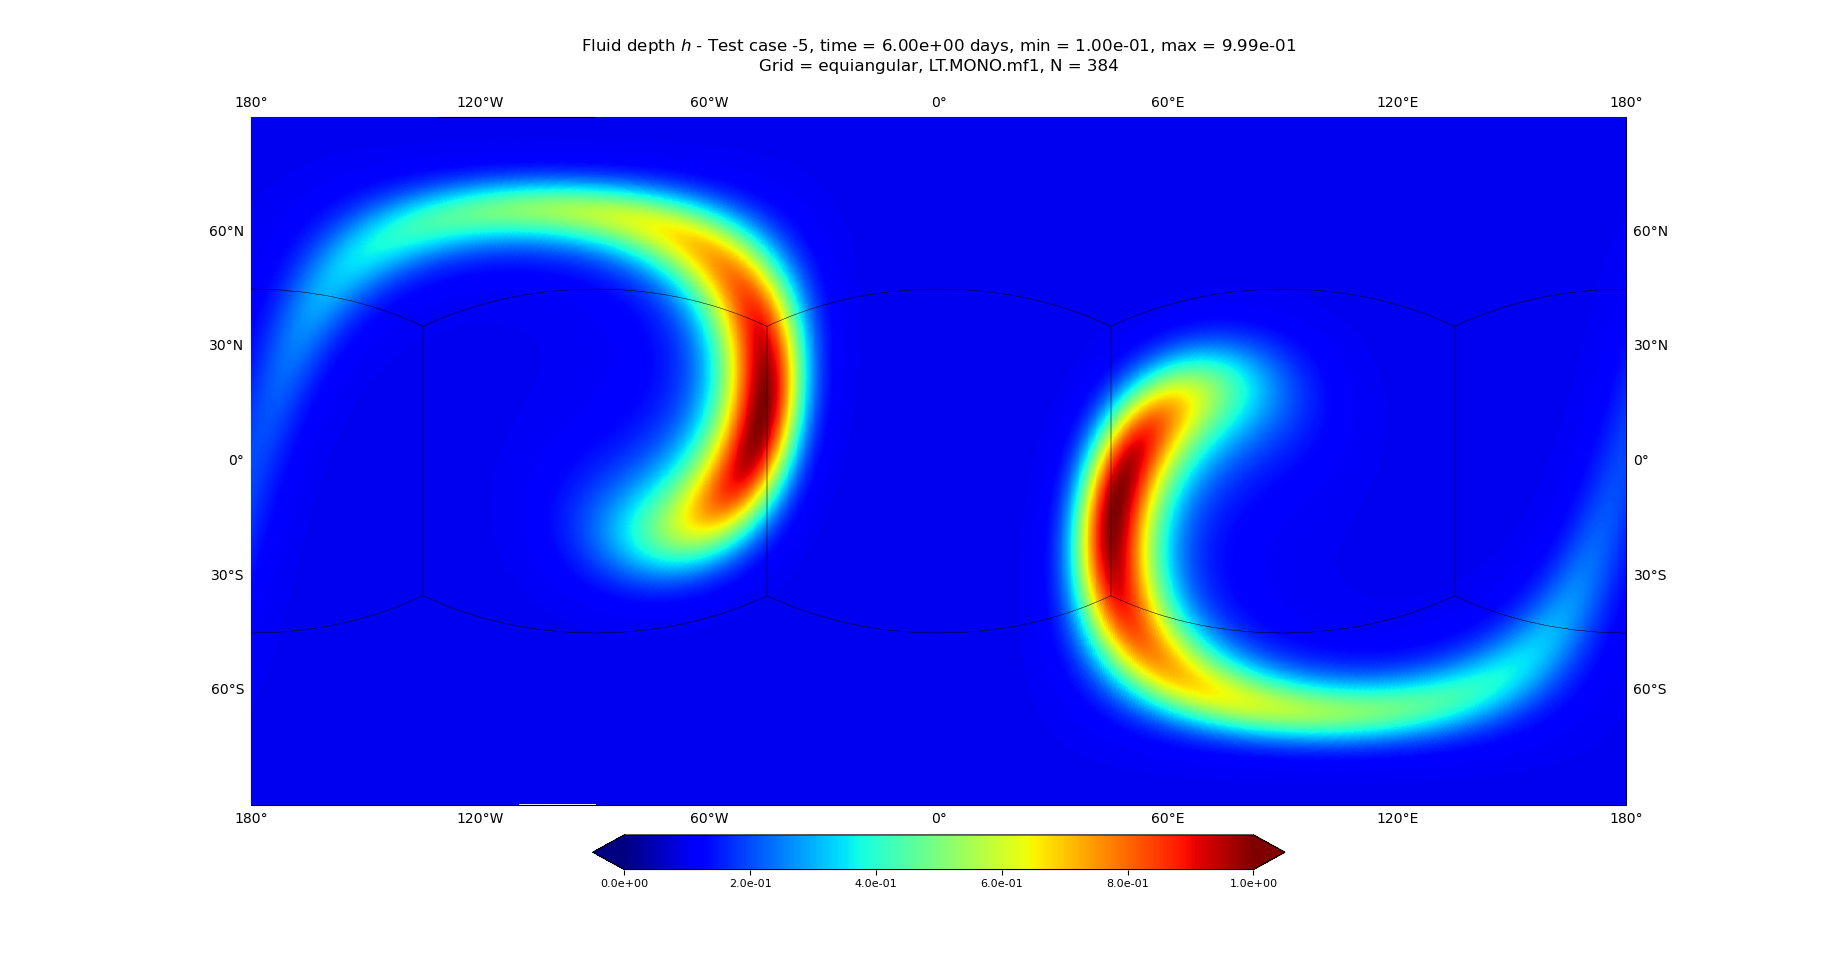 Fluid depth h - Test case -5, time = 6.00e+00 days, min = 1.00e-01, max = 9.99e-01
Grid = equiangular, LT.MONO.mf1, N = 384
180° 120°W 60°W 0° 60°E 120°E 180°
60°N 60°N
30°N 30°N
0° 0°
30°S 30°S
60°S 60°S
180° 120°W 60°W 0° 60°E 120°E 180°
0.0e+00 2.0e-01 4.0e-01 6.0e-01 8.0e-01 1.0e+00